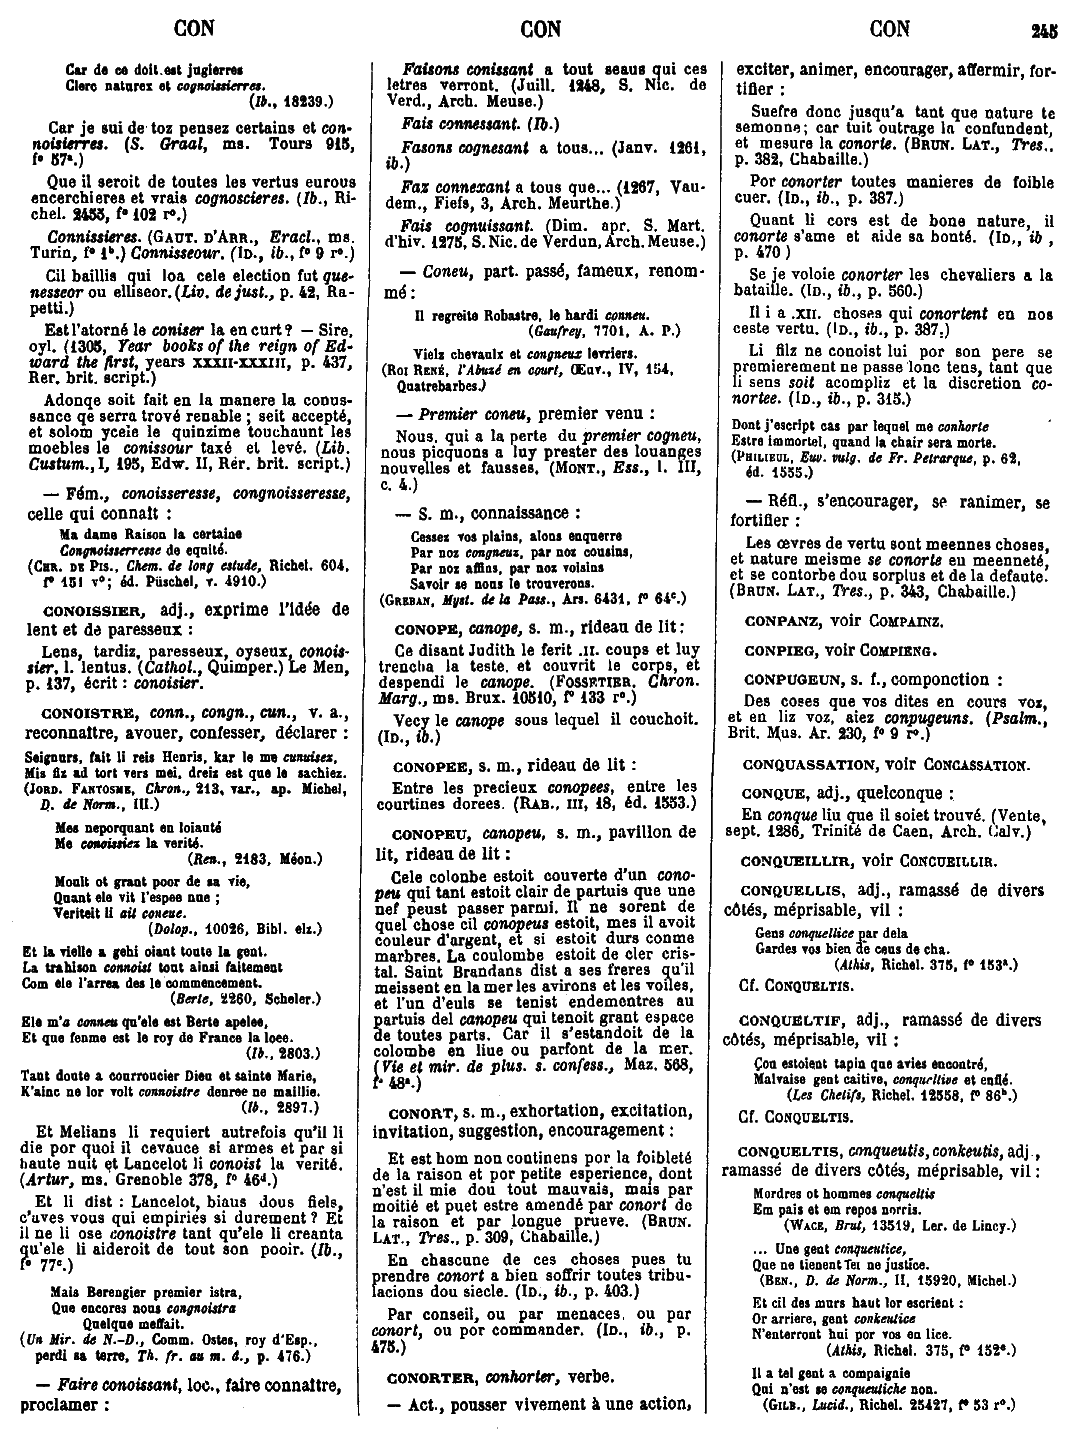 CON
CON
CON
245
Car de ce doit est jugierres
Clerc naturex et cognoissierres.
(Ib., 18239.)
Car je sui de toz pensez certains et con-
noisierres. (S. Graal, ms. Tours 915,
f° 57ª.)
Que il seroit de toutes les vertus eurous
encerchieres et vrais cognoscieres. (Ib., Ri-
chel. 2455, f° 102 r°.)
Connissieres. (GAUT. D'ARR., Eracl., ms.
Turin, f° 1ᵇ.) Connisseour. (ID., ib., f° 9 r°.)
Cil baillis qui loa cele election fut que-
nesseor ou elliseor. (Liv. de just., p. 42, Ra-
petti.)
Est l'atorné le coniser la en curt? — Sire,
oyl. (1305, Year books of the reign of Ed-
ward the first, years XXXII-XXXIII, p. 437,
Rer. brit. script.)
Adonqe soit fait en la manere la conus-
sance qe serra trové renable ; seit accepté,
et solom yceie le quinzime touchaunt les
moebles le conissour taxé et levé. (Lib.
Custum., I, 195, Edw. II, Rer. brit. script.)
— Fém., conoisseresse, congnoisseresse,
celle qui connaît :
Ma dame Raison la certaine
Congnoisserresse de equité.
(CHR. DE PIS., Chem. de long estude, Richel. 604,
f° 151 v°; éd. Püschel, v. 4910.)
CONOISSIER, adj., exprime l'idée de
lent et de paresseux :
Lens, tardiz, paresseux, oyseux, conois-
sier, l. lentus. (Cathol., Quimper.) Le Men,
p. 137, écrit : conoisier.
CONOISTRE, conn., congn., cun., v. a.,
reconnaître, avouer, confesser, déclarer :
Seignurs, fait li reis Henris, kar le me cunuisez,
Mis fiz ad tort vers mei, dreiz est que le sachiez.
(JORD. FANTOSME, Chron., 213, var., ap. Michel,
D. de Norm., III.)
Mes neporquant en loiauté
Me conoissiez la verité.
(Ren., 2183, Méon.)
Moult ot grant poor de sa vie,
Quant ele vit l'espee nue ;
Veriteit li ait coneue.
(Dolop., 10026, Bibl. elz.)
Et la vielle a gehi oiant toute la gent.
La trahison connoist tout ainsi faitement
Com ele l'arrea des le commencement.
(Berte, 2260, Scheler.)
Ele m'a conneu qu'ele est Berte apelee,
Et que fenme est le roy de France la loee.
(Ib., 2803.)
Tant doute a courroucier Dieu et sainte Marie,
K'ainc ne lor volt connoistre denree ne maillie.
(Ib., 2897.)
Et Melians li requiert autrefois qu'il li
die por quoi il cevauce si armes et par si
haute nuit et Lancelot li conoist la verité.
(Artur, ms. Grenoble 378, f° 46ᵈ.)
Et li dist : Lancelot, biaus dous fiels,
c'aves vous qui empiries si durement ? Et
il ne li ose conoistre tant qu'ele li creanta
qu'ele li aideroit de tout son pooir. (Ib.,
f° 77ᶜ.)
Mais Berengier premier istra,
Que encores nous congnoistra
Quelque meffait.
(Un Mir. de N.-D., Comm. Ostes, roy d'Esp.,
perdi sa terre, Th. fr. au m. d., p. 476.)
— Faire conoissant, loc., faire connaître,
proclamer :
Faisons conissant a tout seaus qui ces
letres verront. (Juill. 1248, S. Nic. de
Verd., Arch. Meuse.)
Fais connessant. (Ib.)
Fasons cognesant a tous... (Janv. 1261,
ib.)
Faz connexant a tous que... (1267, Vau-
dem., Fiefs, 3, Arch. Meurthe.)
Fais cognuissant. (Dim. apr. S. Mart.
d'hiv. 1275, S. Nic. de Verdun, Arch. Meuse.)
— Coneu, part. passé, fameux, renom-
mé :
Il regreite Robastre, le hardi conneu.
(Gaufrey, 7701, A. P.)
Vielz chevaulx et congneuz levriers.
(ROI RENÉ, l'Abuzé en court, Œuv., IV, 154,
Quatrebarbes.)
— Premier coneu, premier venu :
Nous, qui a la perte du premier cogneu,
nous picquons a luy prester des louanges
nouvelles et fausses. (MONT., Ess., l. III,
c. 4.)
— S. m., connaissance :
Cessez vos plains, alons enquerre
Par noz congneuz, par noz cousins,
Par noz affins, par noz voisins
Savoir se nous le trouverons.
(GREBAN, Myst. de la Pass., Ars. 6431, f° 64ᶜ.)
CONOPE, canope, s. m., rideau de lit :
Ce disant Judith le ferit .II. coups et luy
trencha la teste, et couvrit le corps, et
despendi le canope. (FOSSETIER, Chron.
Marg., ms. Brux. 10510, f° 133 r°.)
Vecy le canope sous lequel il couchoit.
(ID., ib.)
CONOPEE, s. m., rideau de lit :
Entre les precieux conopees, entre les
courtines dorees. (RAB., III, 18, éd. 1553.)
CONOPEU, canopeu, s. m., pavillon de
lit, rideau de lit :
Cele colonbe estoit couverte d'un cono-
peu qui tant estoit clair de partuis que une
nef peust passer parmi. Il ne sorent de
quel chose cil conopeus estoit, mes il avoit
couleur d'argent, et si estoit durs conme
marbres. La coulombe estoit de cler cris-
tal. Saint Brandans dist a ses freres qu'il
meissent en la mer les avirons et les voiles,
et l'un d'euls se tenist endementres au
partuis del canopeu qui tenoit grant espace
de toutes parts. Car il s'estandoit de la
colombe en liue ou parfont de la mer.
(Vie et mir. de plus. s. confess., Maz. 568,
f° 48ᵃ.)
CONORT, s. m., exhortation, excitation,
invitation, suggestion, encouragement :
Et est hom non continens por la foibleté
de la raison et por petite esperience, dont
n'est il mie dou tout mauvais, mais par
moitié et puet estre amendé par conort de
la raison et par longue prueve. (BRUN.
LAT., Tres., p. 309, Chabaille.)
En chascune de ces choses pues tu
prendre conort a bien soffrir toutes tribu-
lacions dou siecle. (ID., ib., p. 403.)
Par conseil, ou par menaces, ou par
conort, ou por commander. (ID., ib., p.
475.)
CONORTER, conhorter, verbe.
— Act., pousser vivement à une action,
exciter, animer, encourager, affermir, for-
tifier :
Suefre donc jusqu'a tant que nature te
semonne; car tuit outrage la confundent,
et mesure la conorte. (BRUN. LAT., Tres.,
p. 382, Chabaille.)
Por conorter toutes manieres de foible
cuer. (ID., ib., p. 387.)
Quant li cors est de bone nature, il
conorte s'ame et aide sa bonté. (ID., ib ,
p. 470 )
Se je voloie conorter les chevaliers a la
bataille. (ID., ib., p. 560.)
Il i a .XII. choses qui conortent en nos
ceste vertu. (ID., ib., p. 387.)
Li filz ne conoist lui por son pere se
premierement ne passe lonc tens, tant que
li sens soit acompliz et la discretion co-
nortee. (ID., ib., p. 315.)
Dont j'escript cas par lequel me conhorte
Estre immortel, quand la chair sera morte.
(PHILIEUL, Euv. vulg. de Fr. Petrarque, p. 62,
éd. 1555.)
— Réfl., s'encourager, se ranimer, se
fortifier :
Les œvres de vertu sont meennes choses,
et nature meisme se conorte eu meenneté,
et se contorbe dou sorplus et de la defaute.
(BRUN. LAT., Tres., p. 343, Chabaille.)
CONPANZ, voir COMPAINZ.
CONPIEG, voir COMPIENG.
CONPUGEUN, s. f., componction :
Des coses que vos dites en cours voz,
et en liz voz, aiez conpugeuns. (Psalm.,
Brit. Mus. Ar. 230, f° 9 r°.)
CONQUASSATION, voir CONCASSATION.
CONQUE, adj., quelconque :
En conque liu que il soiet trouvé. (Vente,
sept. 1286, Trinité de Caen, Arch. Calv.)
CONQUEILLIR, voir CONCUEILLIR.
CONQUELLIS, adj., ramassé de divers
côtés, méprisable, vil :
Gens conquellice par dela
Gardes vos bien de ceus de cha.
(Athis, Richel. 375, f° 153ᵃ.)
Cf. CONQUELTIS.
CONQUELTIF, adj., ramassé de divers
côtés, méprisable, vil :
Çou estoient tapin que avies encontré,
Malvaise gent caitive, conqueltive et enflé.
(Les Chetifs, Richel. 12558, f° 86ᵇ.)
Cf. CONQUELTIS.
CONQUELTIS, conqueutis, conkeutis, adj.,
ramassé de divers côtés, méprisable, vil :
Mordres ot hommes conqueltis
Em pais et em repos norris.
(WACE, Brut, 13519, Ler. de Lincy.)
... Une gent conqueutice,
Que ne tienent Teu ne justice.
(BEN., D. de Norm., II, 15920, Michel.)
Et cil des murs haut lor escrient :
Or arriere, gent conkeutice
N'enterront hui por vos en lice.
(Athis, Richel. 375, f° 152ᵉ.)
Il a tel gent a compaignie
Qui n'est se conqueutiche non.
(GILB., Lucid., Richel. 25427, f° 53 r°.)